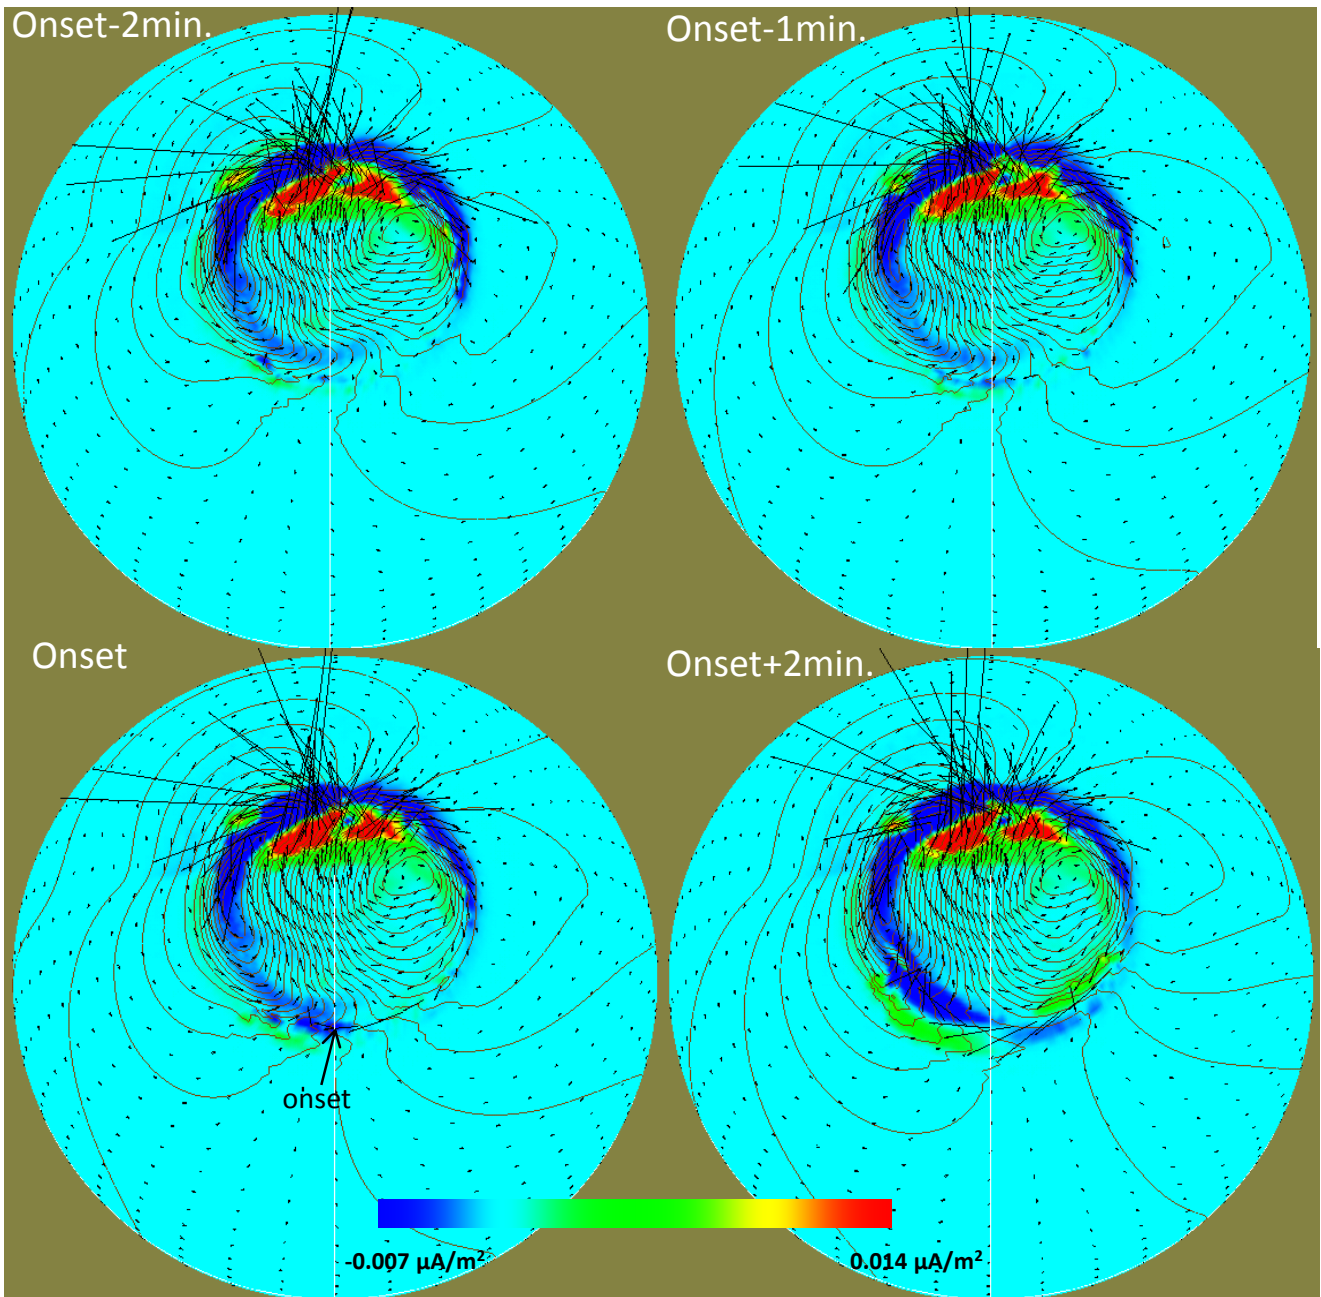 Onset-2min.
Onset-1min.
Onset
Onset+2min.
onset
-0.007 μA/m²
0.014 μA/m²